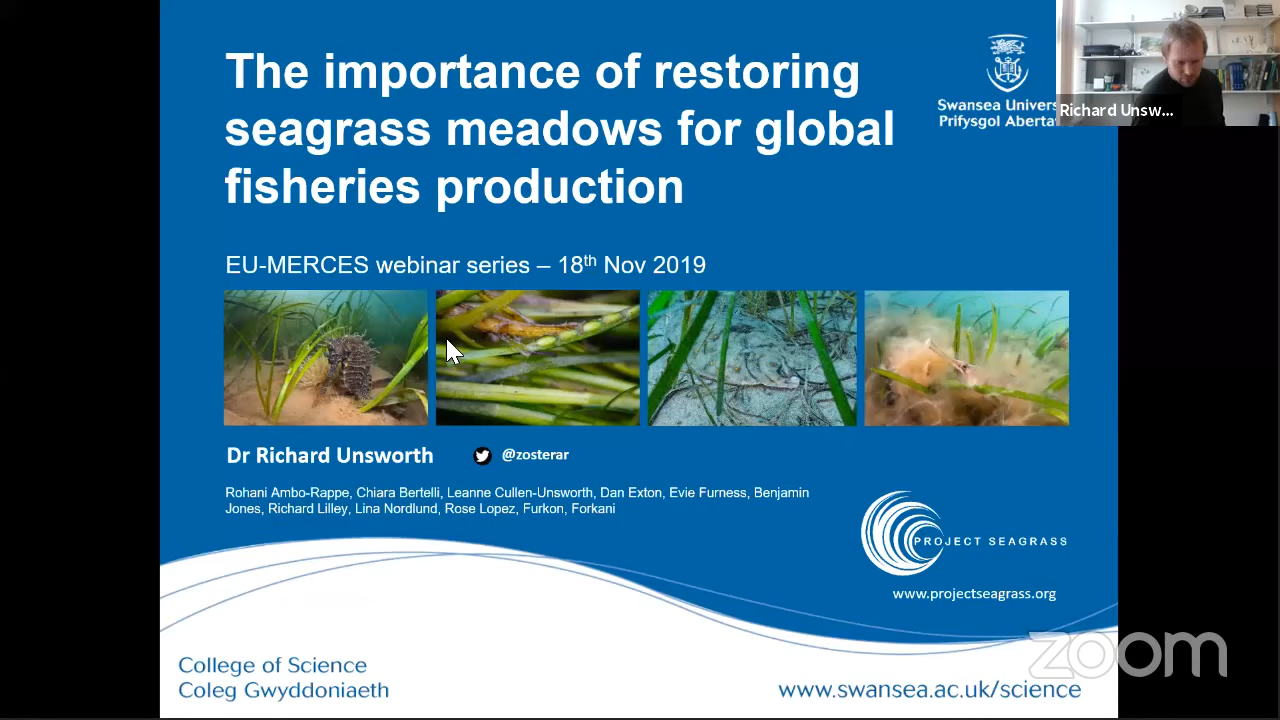 The importance of restoring
seagrass meadows for global
fisheries production
Swansea Univers
Prifysgol Aberta
Richard Unsw...
EU-MERCES webinar series – 18th Nov 2019
Dr Richard Unsworth
@zosterar
Rohani Ambo-Rappe, Chiara Bertelli, Leanne Cullen-Unsworth, Dan Exton, Evie Furness, Benjamin
Jones, Richard Lilley, Lina Nordlund, Rose Lopez, Furkon, Forkani
PROJECT SEAGRASS
www.projectseagrass.org
zoom
College of Science
Coleg Gwyddoniaeth
www.swansea.ac.uk/science